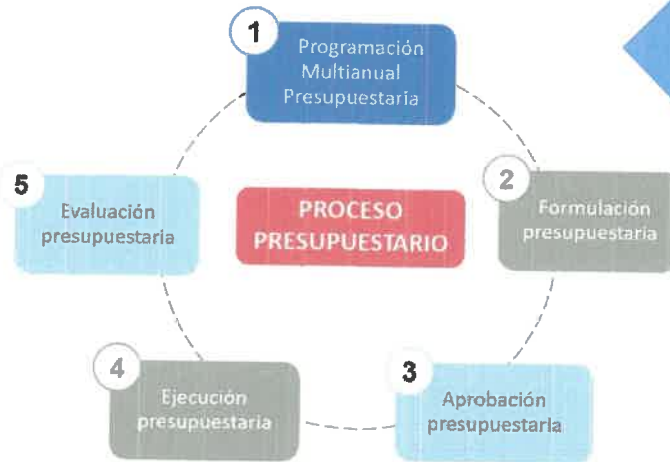 1
Programación
Multianual
Presupuestaria
2
Formulación
presupuestaria
3
Aprobación
presupuestaria
4
Ejecución
presupuestaria
5
Evaluación
presupuestaria
PROCESO
PRESUPUESTARIO